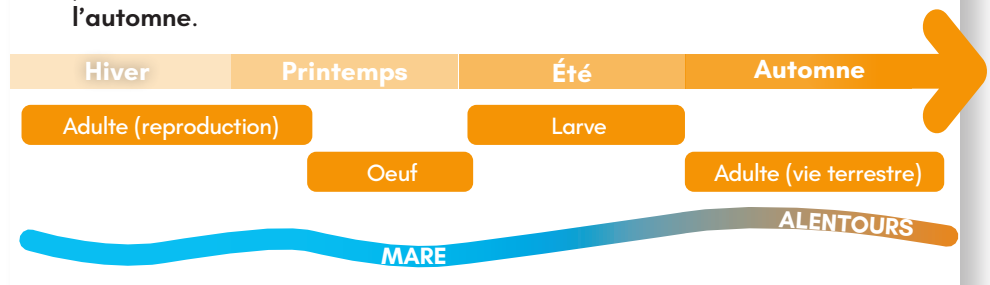 l’automne.
Hiver Printemps Été Automne
Adulte (reproduction) Larve
Oeuf Adulte (vie terrestre)
ALENTOURS
MARE